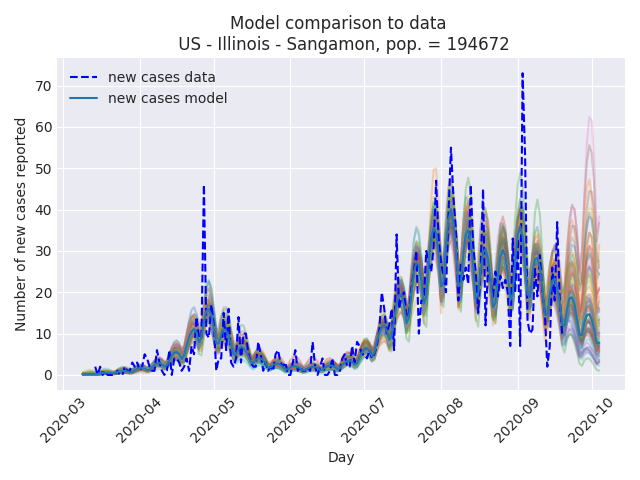 Model comparison to data
US - Illinois - Sangamon, pop. = 194672
new cases data
new cases model
Number of new cases reported
70
60
50
40
30
20
10
0
2020-03
2020-04
2020-05
2020-06
2020-07
2020-08
2020-09
2020-10
Day